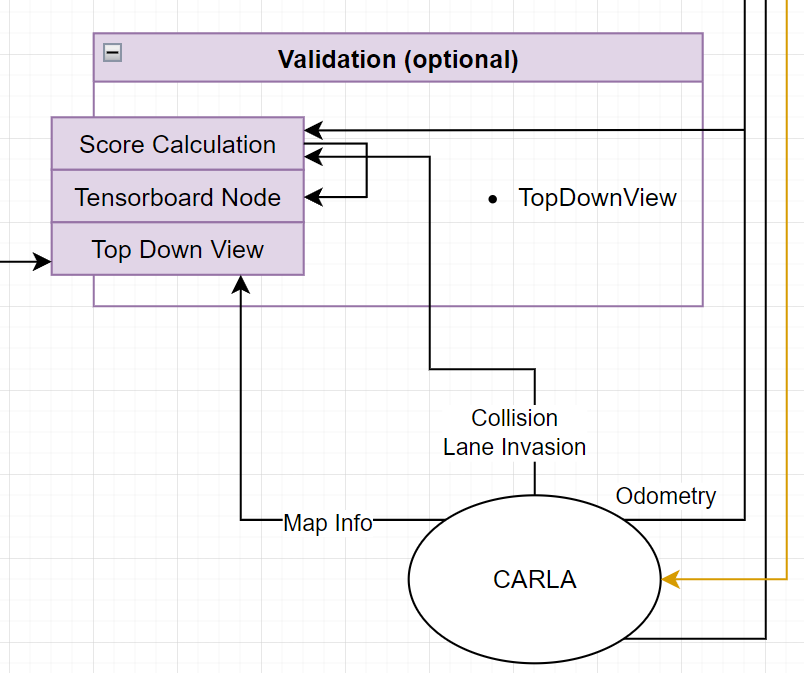 Validation (optional)
Score Calculation
Tensorboard Node
Top Down View
• TopDownView
Collision
Lane Invasion
Odometry
Map Info
CARLA